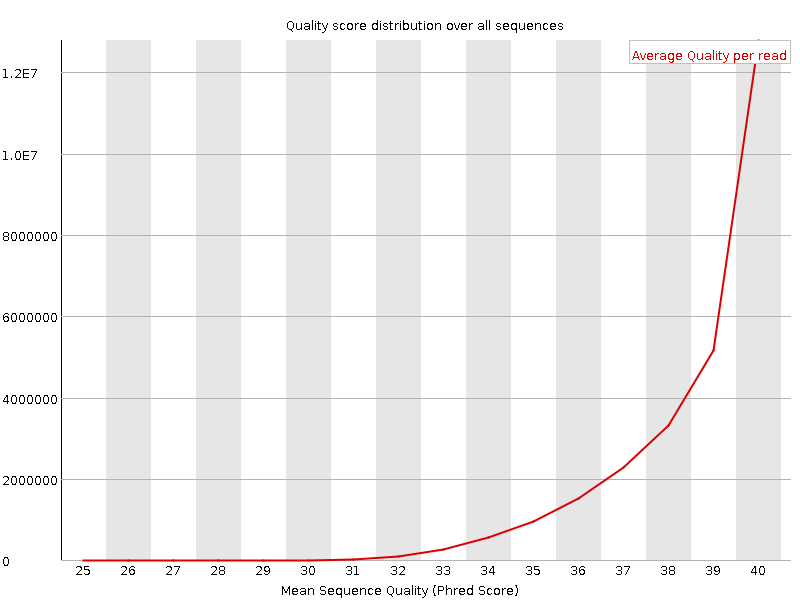 Quality score distribution over all sequences
Average Quality per read
1.2E7
1.0E7
8000000
6000000
4000000
2000000
0
25 26 27 28 29 30 31 32 33 34 35 36 37 38 39 40
Mean Sequence Quality (Phred Score)